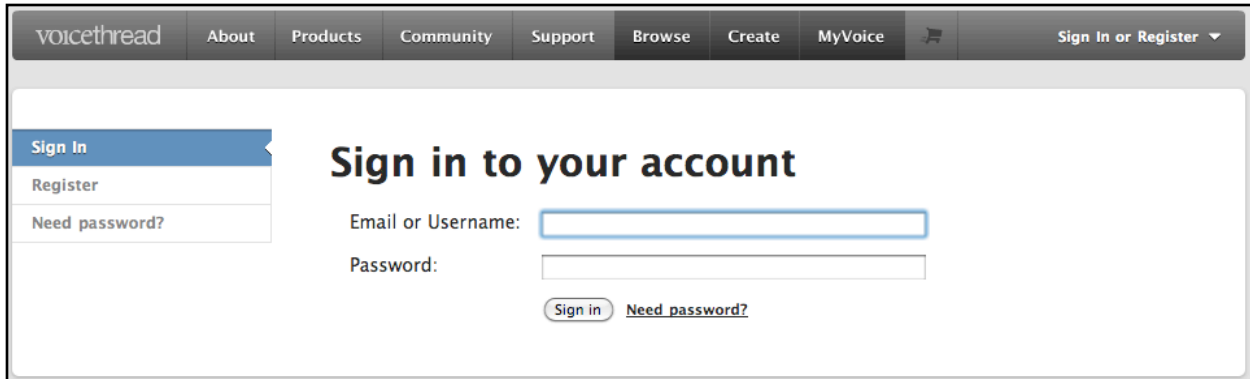 voicethread About Products Community Support Browse Create MyVoice Sign In or Register
Sign In
Register
Need password?
Sign in to your account
Email or Username:
Password:
Sign in Need password?